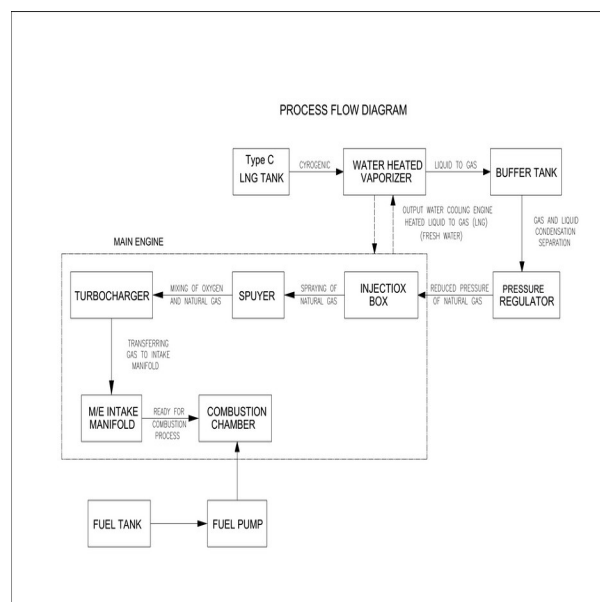 PROCESS FLOW DIAGRAM
Type C
LNG TANK
CYROGENIC
WATER HEATED
VAPORIZER
LIQUID TO GAS
BUFFER TANK
OUTPUT WATER COOLING ENGINE
HEATED LIQUID TO GAS (LNG)
(FRESH WATER)
GAS AND LIQUID
CONDENSATION
SEPARATION
MAIN ENGINE
TURBOCHARGER
MIXING OF OXYGEN
AND NATURAL GAS
SPUYER
SPRAYING OF
NATURAL GAS
INJECTIOX
BOX
REDUCED PRESSURE
OF NATURAL GAS
PRESSURE
REGULATOR
TRANSFERRING
GAS TO INTAKE
MANIFOLD
M/E INTAKE
MANIFOLD
READY FOR
COMBUSTION
PROCESS
COMBUSTION
CHAMBER
FUEL TANK
FUEL PUMP